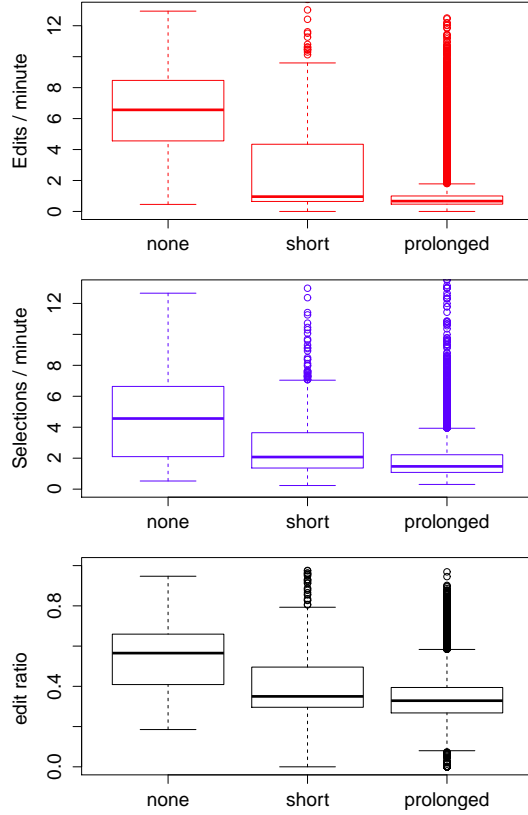 Edits / minute
12
8
6
4
2
0
none short prolonged
Selections / minute
12
8
6
4
2
0
none short prolonged
edit ratio
0.8
0.4
0.0
none short prolonged